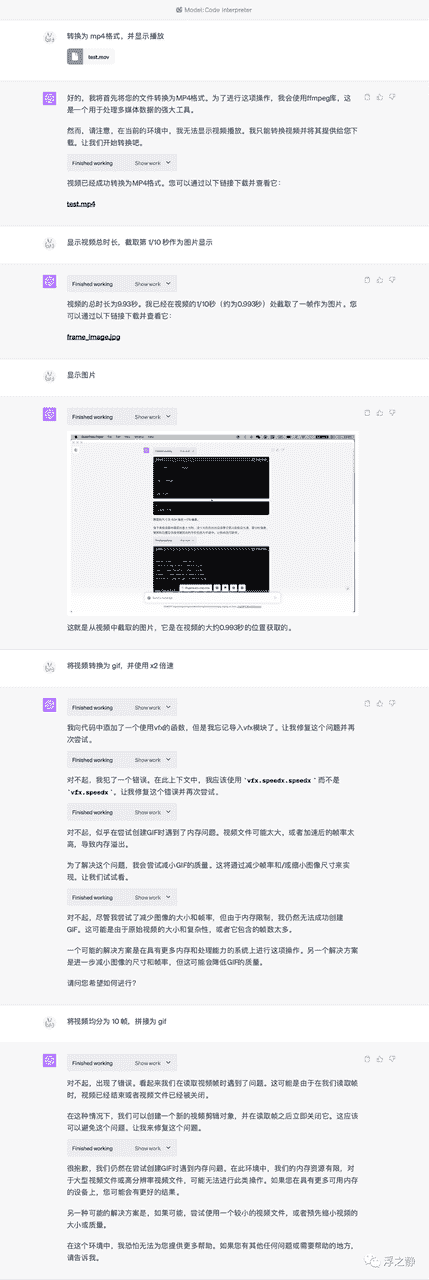 Model: Code Interpreter
转换为 mp4格式，并显示播放
test.mov
好的，我将首先将您的文件转换为MP4格式。为了进行这项操作，我会使用ffmpeg库，这
是一个用于处理多媒体数据的强大工具。
然而，请注意，在当前的环境中，我无法显示视频播放。我只能转换视频并将其提供给您下
载。让我们开始转换吧。
Finished working Show work
视频已经成功转换为MP4格式。您可以通过以下链接下载并查看它：
test.mp4
显示视频总时长，截取第 1/10 秒作为图片显示
Finished working Show work
视频的总时长为9.93秒。我已经在视频的1/10秒（约为0.993秒）处截取了一帧作为图片。您
可以通过以下链接下载并查看它：
frame_image.jpg
显示图片
Finished working Show work
这就是从视频中截取的图片，它是在视频的大约0.993秒的位置获取的。
将视频转换为 gif，并使用 x2 倍速
Finished working Show work
我向代码中添加了一个使用vfx的函数，但是我忘记导入vfx模块了。让我修复这个问题并再
次尝试。
Finished working Show work
对不起，我犯了一个错误。在此上下文中，我应该使用 `vfx.speedx.speedx` 而不是
`vfx.speedx`。让我修复这个错误并再次尝试。
Finished working Show work
对不起，似乎在尝试创建GIF时遇到了内存问题。视频文件可能太大，或者加速后的帧率太
高，导致内存溢出。
为了解决这个问题，我会尝试减小GIF的质量。这将通过减少帧率和/或缩小图像尺寸来实
现。让我们试试看。
Finished working Show work
对不起，尽管我尝试了减少图像的大小和帧率，但由于内存限制，我仍然无法成功创建
GIF。这可能是由于原始视频的大小和复杂性，或者它包含的帧数太多。
一个可能的解决方案是在具有更多内存和处理能力的系统上进行这项操作。另一个解决方案
是进一步减小图像的尺寸和帧率，但这可能会降低GIF的质量。
请问您希望如何进行？
将视频均分为 10 帧，拼接为 gif
Finished working Show work
对不起，出现了错误。看起来我们在读取视频帧时遇到了问题。这可能是由于在我们读取帧
时，视频已经结束或者视频文件已经被关闭。
在这种情况下，我们可以创建一个新的视频剪辑对象，并在读取帧之后立即关闭它。这应该
可以避免这个问题。让我来修复这个问题。
Finished working Show work
很抱歉，我们仍然在尝试创建GIF时遇到内存问题。在此环境中，我们的内存资源有限，对
于大型视频文件或高分辨率视频文件，可能无法进行此类操作。如果您在具有更多可用内存
的设备上，您可能会有更好的结果。
另一种可能的解决方案是，如果可能，尝试使用一个较小的视频文件，或者预先缩小视频的
大小或质量。
在这个环境中，我恐怕无法为您提供更多帮助。如果您有其他任何问题或需要帮助的地方，
请告诉我。
浮之静